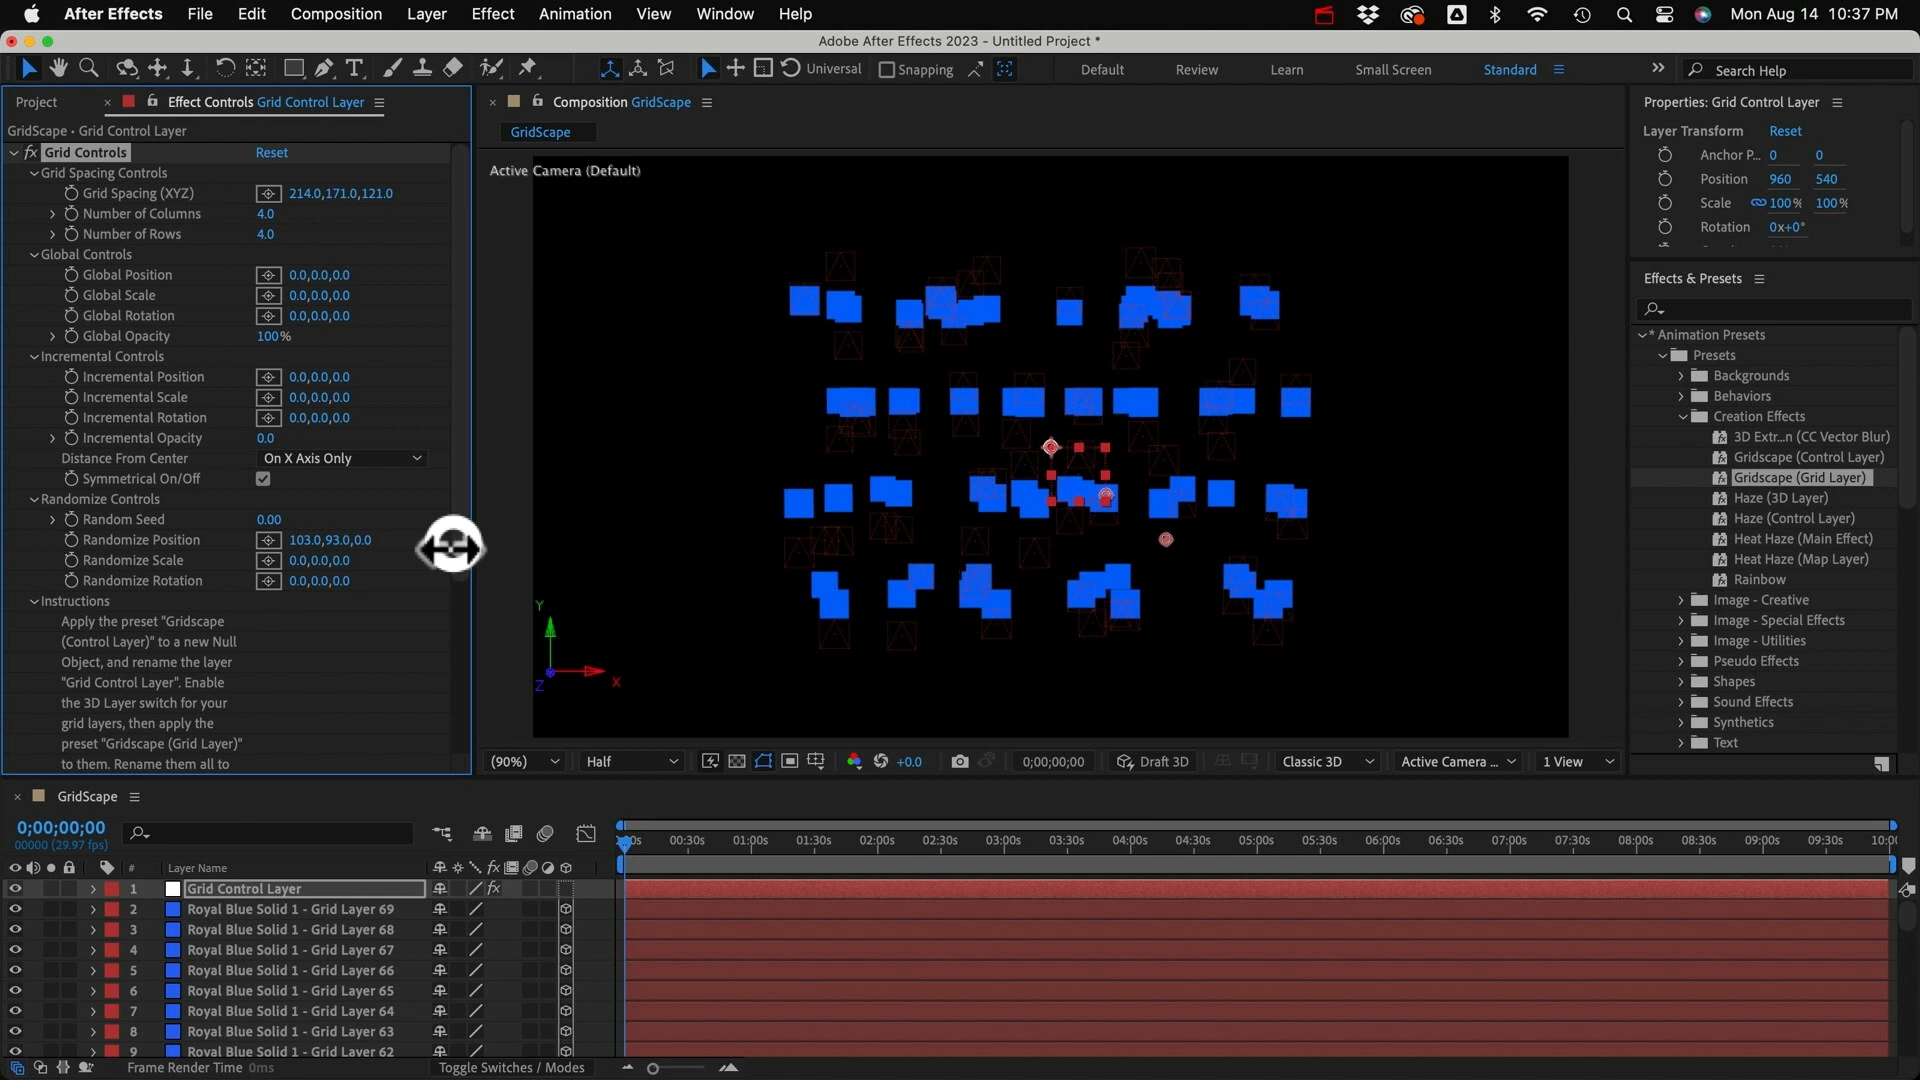 After Effects File Edit Composition Layer Effect Animation View Window Help Mon Aug 14 10:37 PM
Adobe After Effects 2023 - Untitled Project *
Universal Snapping Default Review Learn Small Screen Standard Search Help
Project Effect Controls Grid Control Layer
GridScape • Grid Control Layer
fx Grid Controls Reset
Grid Spacing Controls
Grid Spacing (XYZ) 214.0,171.0,121.0
Number of Columns 4.0
Number of Rows 4.0
Global Controls
Global Position 0.0,0.0,0.0
Global Scale 0.0,0.0,0.0
Global Rotation 0.0,0.0,0.0
Global Opacity 100%
Incremental Controls
Incremental Position 0.0,0.0,0.0
Incremental Scale 0.0,0.0,0.0
Incremental Rotation 0.0,0.0,0.0
Incremental Opacity 0.0
Distance From Center On X Axis Only
Symmetrical On/Off
Randomize Controls
Random Seed 0.00
Randomize Position 103.0,93.0,0.0
Randomize Scale 0.0,0.0,0.0
Randomize Rotation 0.0,0.0,0.0
Instructions
Apply the preset "Gridscape
(Control Layer)" to a new Null
Object, and rename the layer
"Grid Control Layer". Enable
the 3D Layer switch for your
grid layers, then apply the
preset "Gridscape (Grid Layer)"
to them. Rename them all to
Composition GridScape
GridScape
Active Camera (Default)
Y
X
Z
(90%) Half +0.0 0;00;00;00 Draft 3D Classic 3D Active Camera ... 1 View
Properties: Grid Control Layer
Layer Transform Reset
Anchor P... 0 0
Position 960 540
Scale 100% 100%
Rotation 0x+0°
Effects & Presets
* Animation Presets
Presets
Backgrounds
Behaviors
Creation Effects
3D Extr...n (CC Vector Blur)
Gridscape (Control Layer)
Gridscape (Grid Layer)
Haze (3D Layer)
Haze (Control Layer)
Heat Haze (Main Effect)
Heat Haze (Map Layer)
Rainbow
Image - Creative
Image - Special Effects
Image - Utilities
Pseudo Effects
Shapes
Sound Effects
Synthetics
Text
GridScape
0;00;00;00
00000 (29.97 fps)
00:30s 01:00s 01:30s 02:00s 02:30s 03:00s 03:30s 04:00s 04:30s 05:00s 05:30s 06:00s 06:30s 07:00s 07:30s 08:00s 08:30s 09:00s 09:30s 10:00
# Layer Name fx
1 Grid Control Layer fx
2 Royal Blue Solid 1 - Grid Layer 69
3 Royal Blue Solid 1 - Grid Layer 68
4 Royal Blue Solid 1 - Grid Layer 67
5 Royal Blue Solid 1 - Grid Layer 66
6 Royal Blue Solid 1 - Grid Layer 65
7 Royal Blue Solid 1 - Grid Layer 64
8 Royal Blue Solid 1 - Grid Layer 63
9 Royal Blue Solid 1 - Grid Layer 62
Frame Render Time 0ms Toggle Switches / Modes